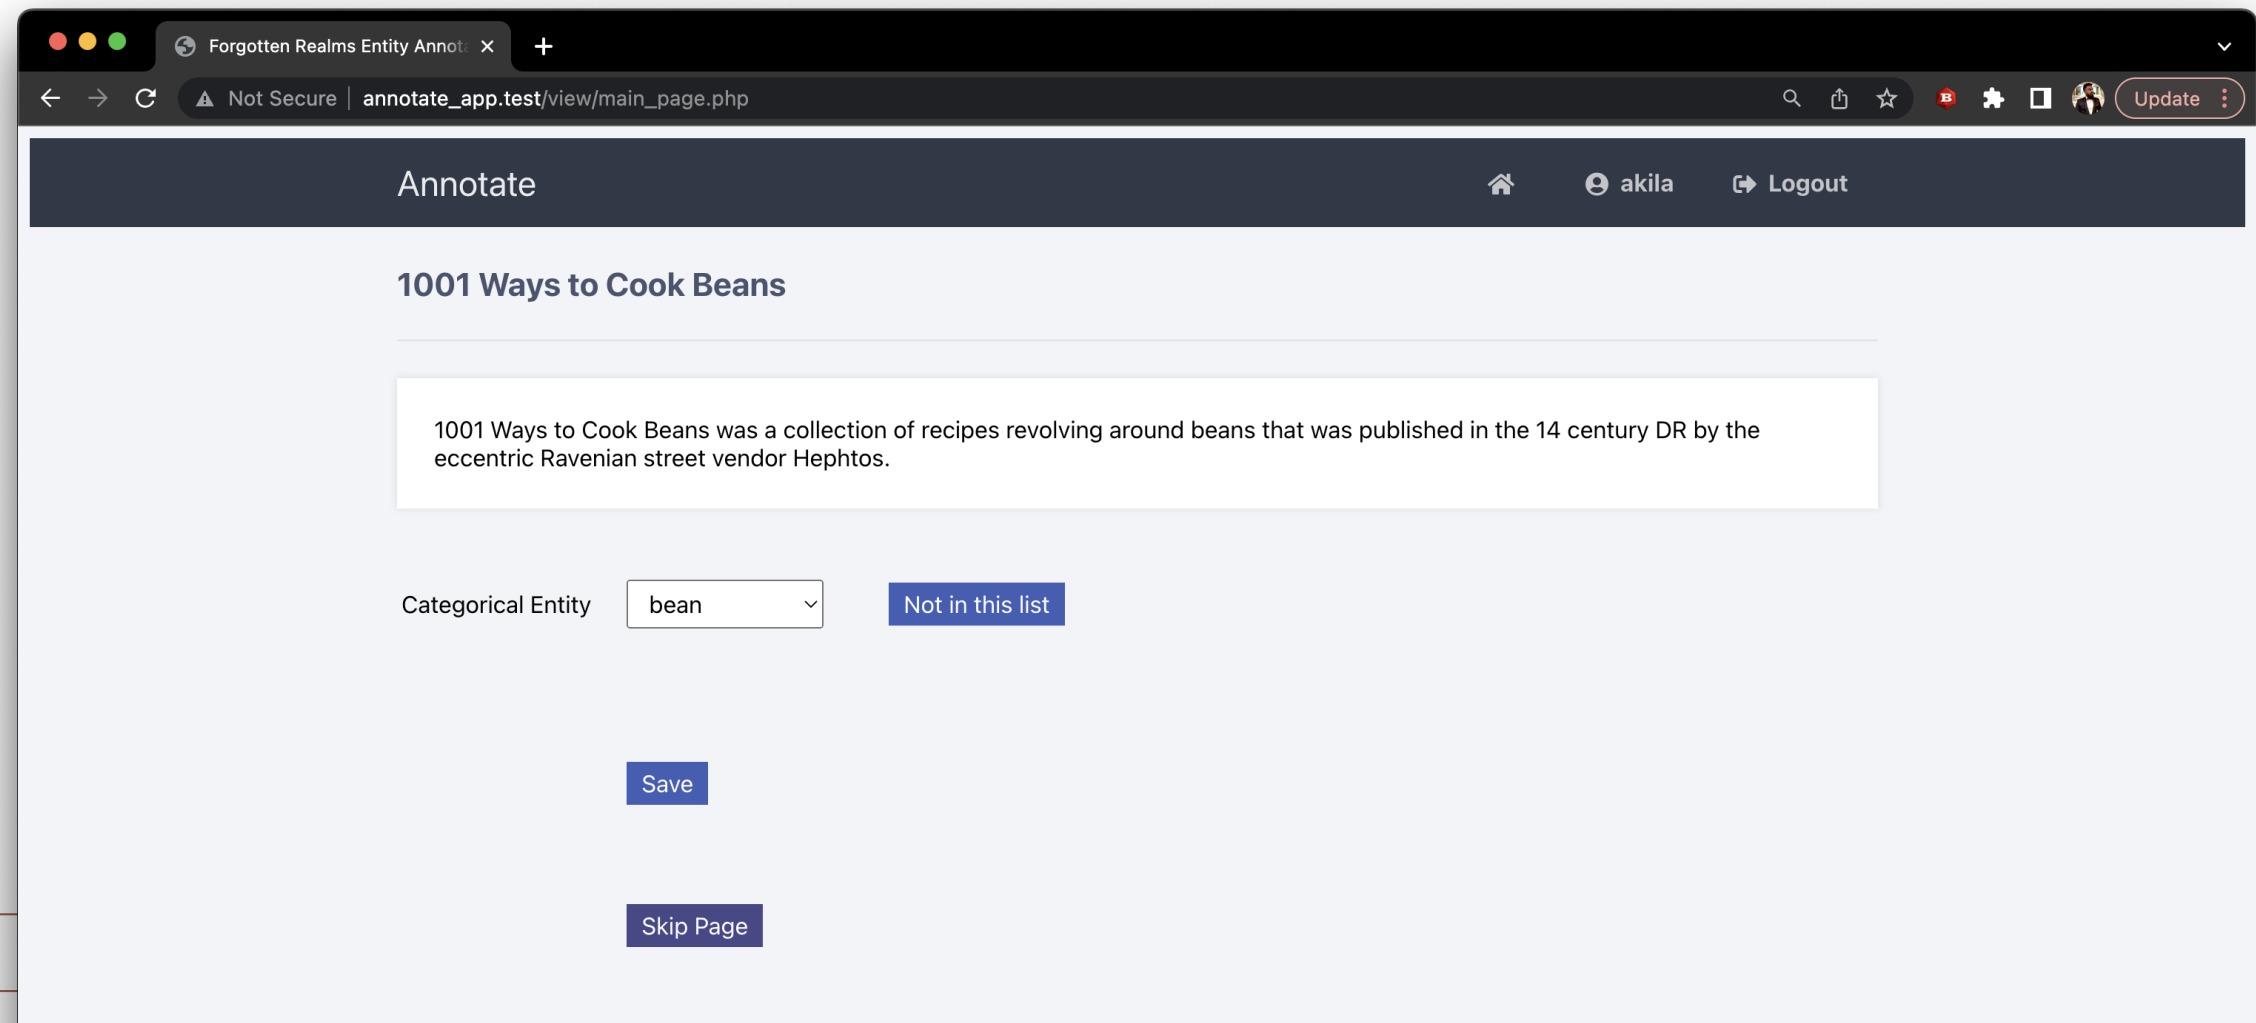 Forgotten Realms Entity Annot
Not Secure | annotate_app.test/view/main_page.php
Update
Annotate
akila
Logout
1001 Ways to Cook Beans
1001 Ways to Cook Beans was a collection of recipes revolving around beans that was published in the 14 century DR by the
eccentric Ravenian street vendor Hephtos.
Categorical Entity
bean
Not in this list
Save
Skip Page